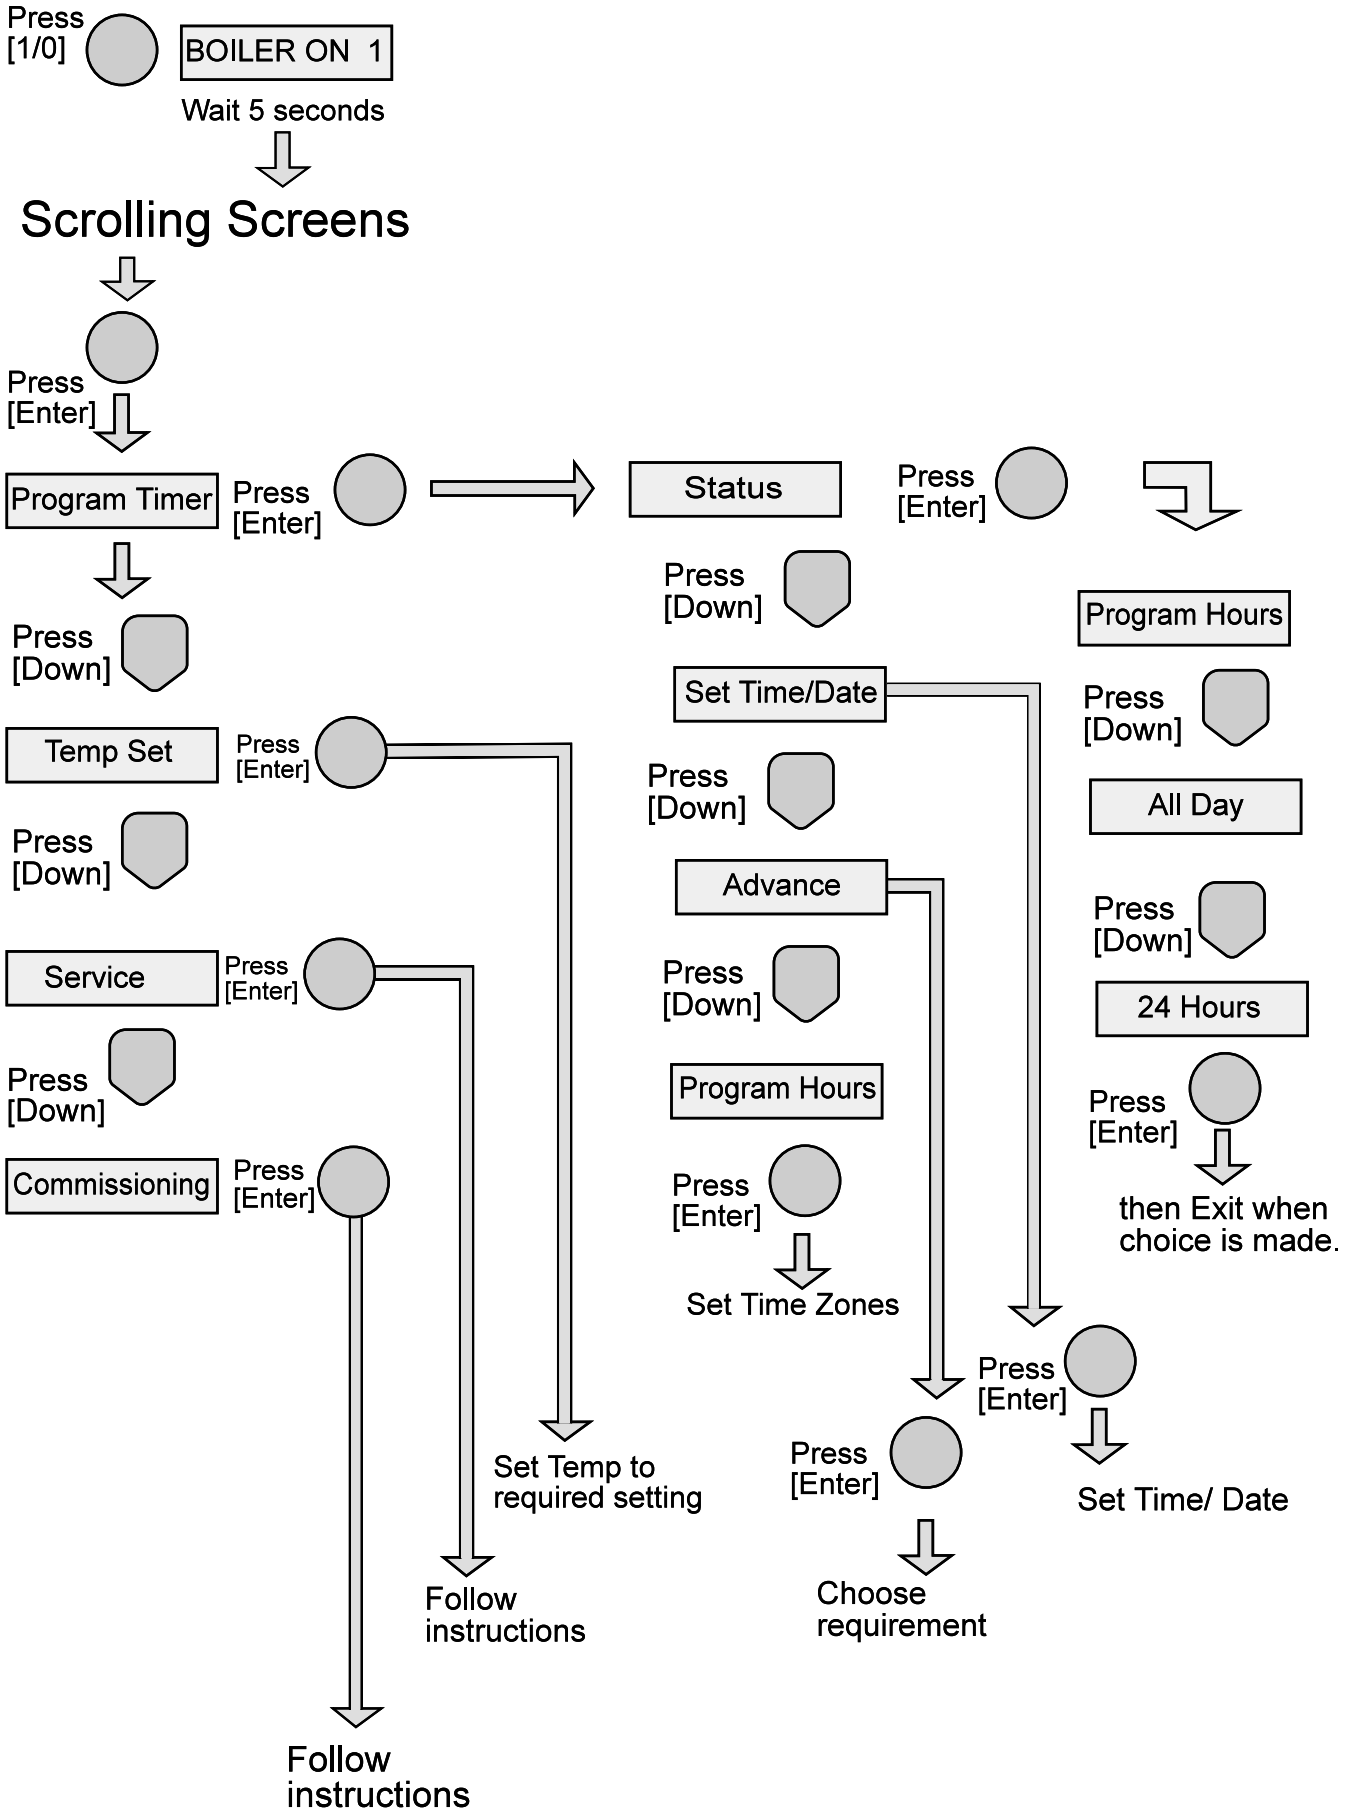 Press
[1/0]
BOILER ON 1
Wait 5 seconds
Scrolling Screens
Press
[Enter]
Program Timer
Press
[Enter]
Press
[Down]
Temp Set
Press
[Enter]
Press
[Down]
Service
Press
[Enter]
Press
[Down]
Commissioning
Press
[Enter]
Status
Press
[Enter]
Press
[Down]
Set Time/Date
Press
[Down]
Advance
Press
[Down]
Program Hours
Press
[Enter]
Set Time Zones
Program Hours
Press
[Down]
All Day
Press
[Down]
24 Hours
Press
[Enter]
then Exit when
choice is made.
Press
[Enter]
Set Time/ Date
Press
[Enter]
Choose
requirement
Set Temp to
required setting
Follow
instructions
Follow
instructions